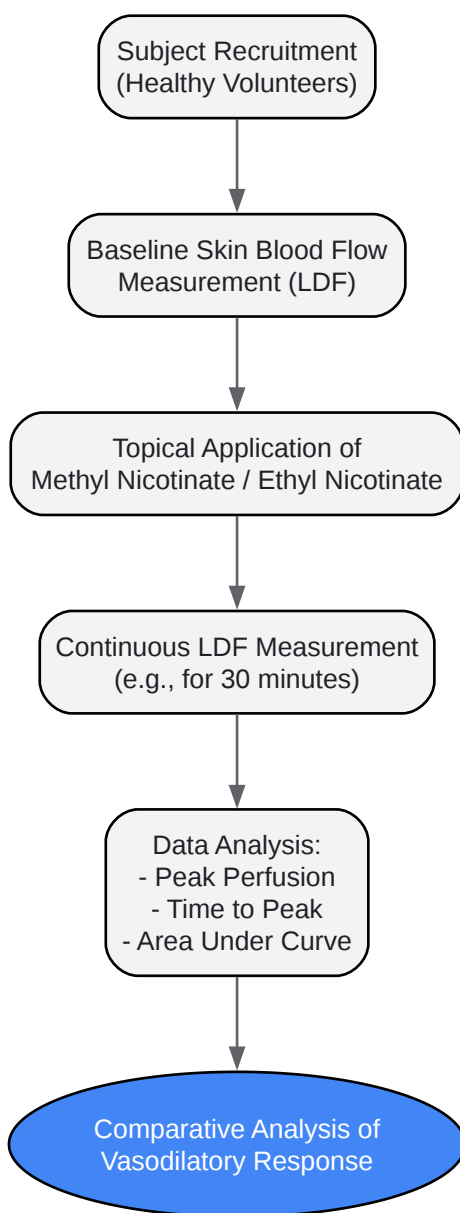 Subject Recruitment
(Healthy Volunteers)
Baseline Skin Blood Flow
Measurement (LDF)
Topical Application of
Methyl Nicotinate / Ethyl Nicotinate
Continuous LDF Measurement
(e.g., for 30 minutes)
Data Analysis:
- Peak Perfusion
- Time to Peak
- Area Under Curve
Comparative Analysis of
Vasodilatory Response